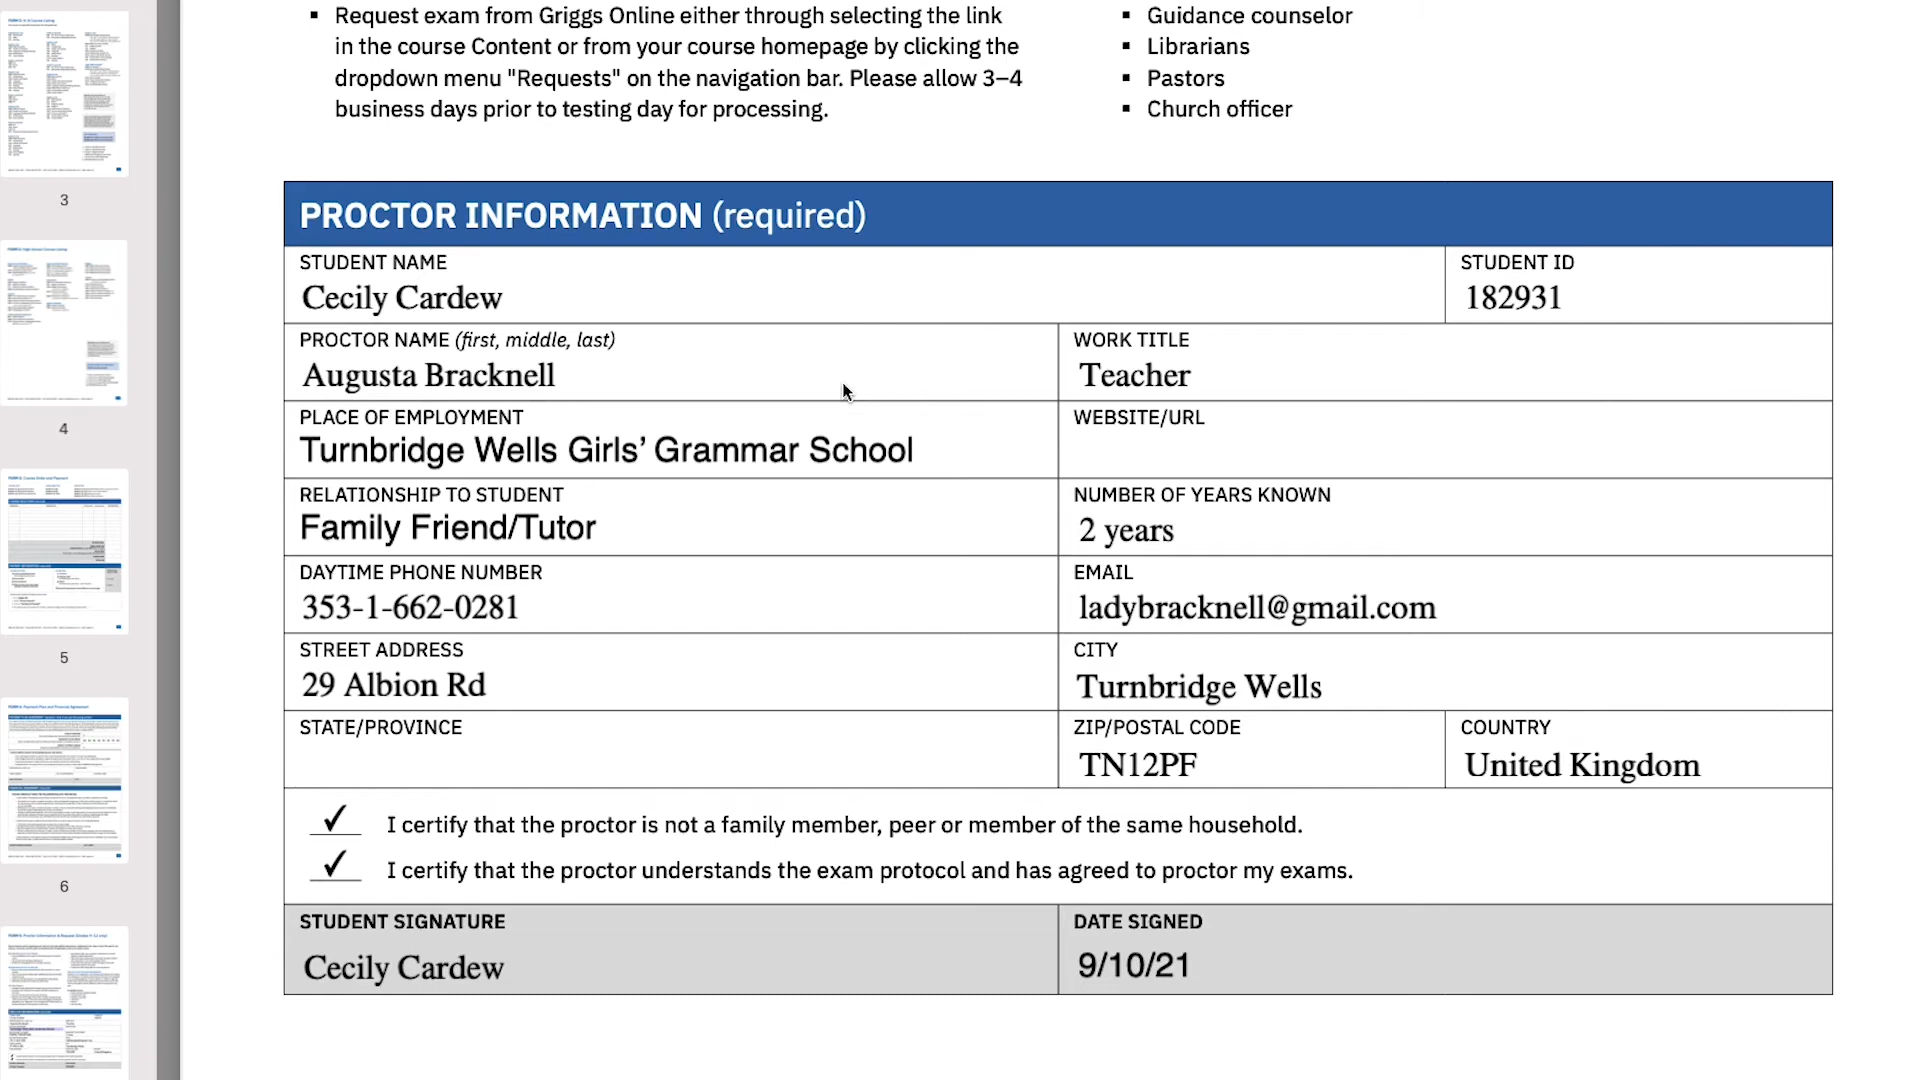 ▪ Request exam from Griggs Online either through selecting the link
in the course Content or from your course homepage by clicking the
dropdown menu "Requests" on the navigation bar. Please allow 3–4
business days prior to testing day for processing.
▪ Guidance counselor
▪ Librarians
▪ Pastors
▪ Church officer
PROCTOR INFORMATION (required)
STUDENT NAME
Cecily Cardew
STUDENT ID
182931
PROCTOR NAME (first, middle, last)
Augusta Bracknell
WORK TITLE
Teacher
PLACE OF EMPLOYMENT
Turnbridge Wells Girls’ Grammar School
WEBSITE/URL
RELATIONSHIP TO STUDENT
Family Friend/Tutor
NUMBER OF YEARS KNOWN
2 years
DAYTIME PHONE NUMBER
353-1-662-0281
EMAIL
ladybracknell@gmail.com
STREET ADDRESS
29 Albion Rd
CITY
Turnbridge Wells
STATE/PROVINCE
ZIP/POSTAL CODE
TN12PF
COUNTRY
United Kingdom
✓ I certify that the proctor is not a family member, peer or member of the same household.
✓ I certify that the proctor understands the exam protocol and has agreed to proctor my exams.
STUDENT SIGNATURE
Cecily Cardew
DATE SIGNED
9/10/21
3
4
5
6